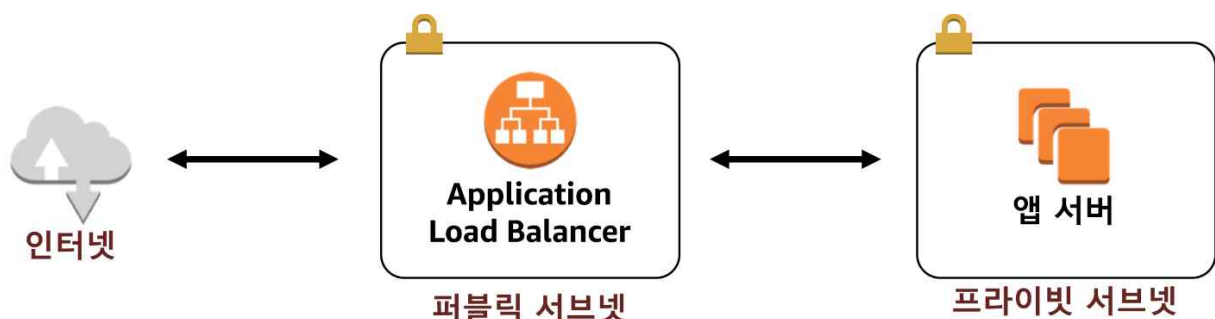 인터넷
Application
Load Balancer
퍼블릭 서브넷
앱 서버
프라이빗 서브넷